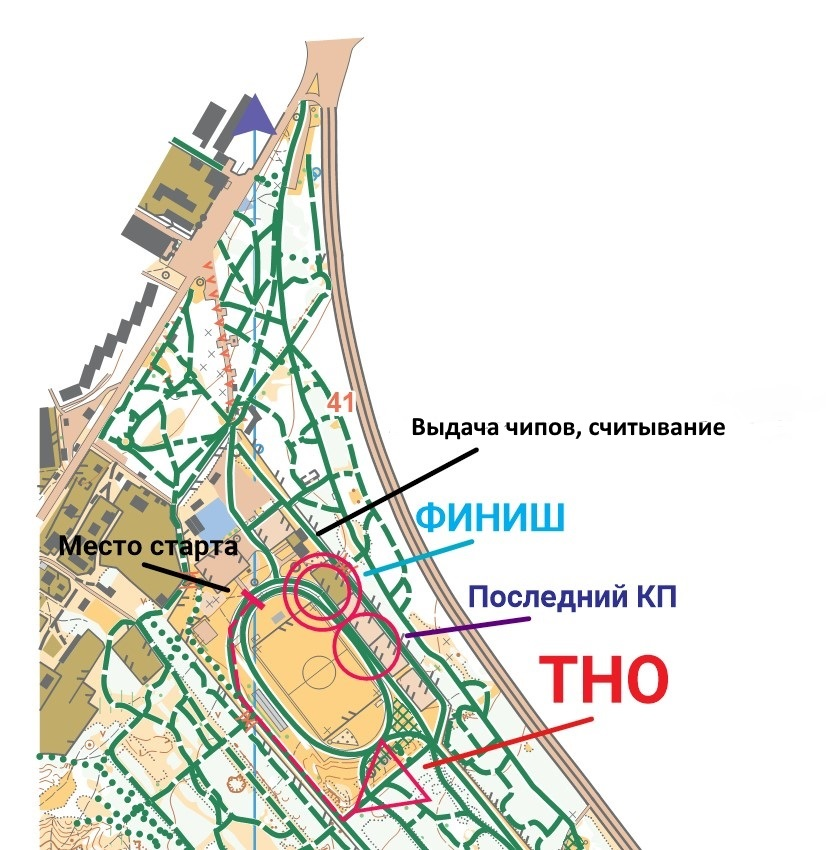 41
Выдача чипов, считывание
ФИНИШ
Место старта
Последний КП
ТНО